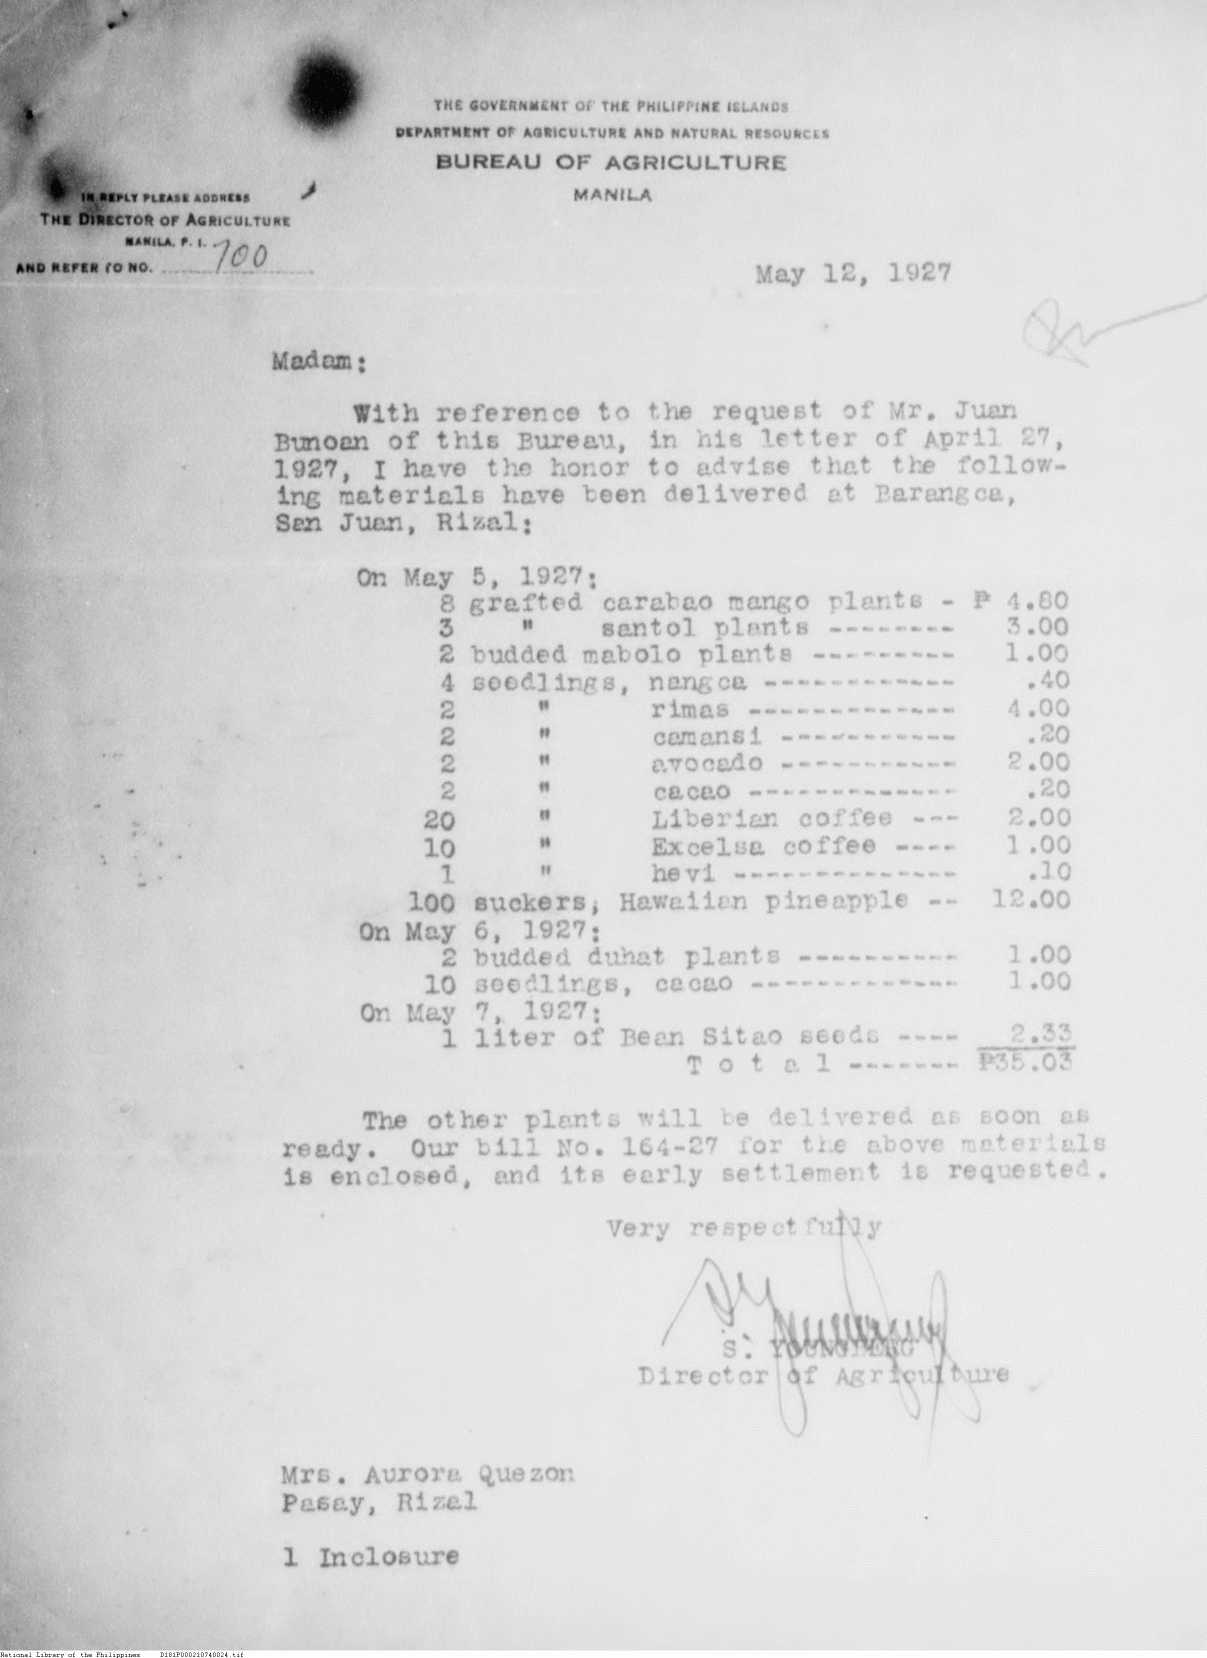 THE GOVERNMENT OF THE PHILIPPINE ISLANDS
DEPARTMENT OF AGRICULTURE AND NATURAL RESOURCES
BUREAU OF AGRICULTURE
MANILA
IN REPLY PLEASE ADDRESS
THE DIRECTOR OF AGRICULTURE
MANILA, P. I.
AND REFER TO NO. 700
May 12, 1927
Madam:
With reference to the request of Mr. Juan
Bunoan of this Bureau, in his letter of April 27,
1927, I have the honor to advise that the follow-
ing materials have been delivered at Barangca,
San Juan, Rizal:
On May 5, 1927:
8 grafted carabao mango plants - ₱ 4.80
3 " santol plants -------- 3.00
2 budded mabolo plants --------- 1.00
4 seedlings, nangca ------------ .40
2 " rimas ------------- 4.00
2 " camansi ----------- .20
2 " avocado ----------- 2.00
2 " cacao ------------- .20
20 " Liberian coffee --- 2.00
10 " Excelsa coffee ---- 1.00
1 " hevi -------------- .10
100 suckers, Hawaiian pineapple -- 12.00
On May 6, 1927:
2 budded duhat plants ---------- 1.00
10 seedlings, cacao ------------- 1.00
On May 7, 1927:
1 liter of Bean Sitao seeds ---- 2.33
T o t a l ------- ₱35.03
The other plants will be delivered as soon as
ready. Our bill No. 164-27 for the above materials
is enclosed, and its early settlement is requested.
Very respectfully
S. YOUNGBERG
Director of Agriculture
Mrs. Aurora Quezon
Pasay, Rizal
1 Inclosure
National Library of the Philippines D181P000210740024.tif